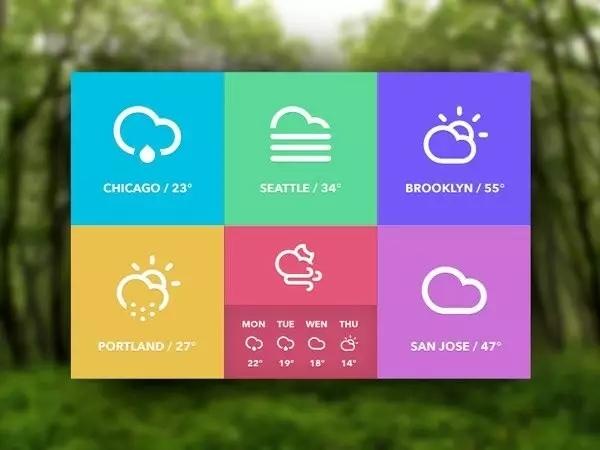 CHICAGO / 23°
SEATTLE / 34°
BROOKLYN / 55°
PORTLAND / 27°
MON TUE WEN THU
22° 19° 18° 14°
SAN JOSE / 47°